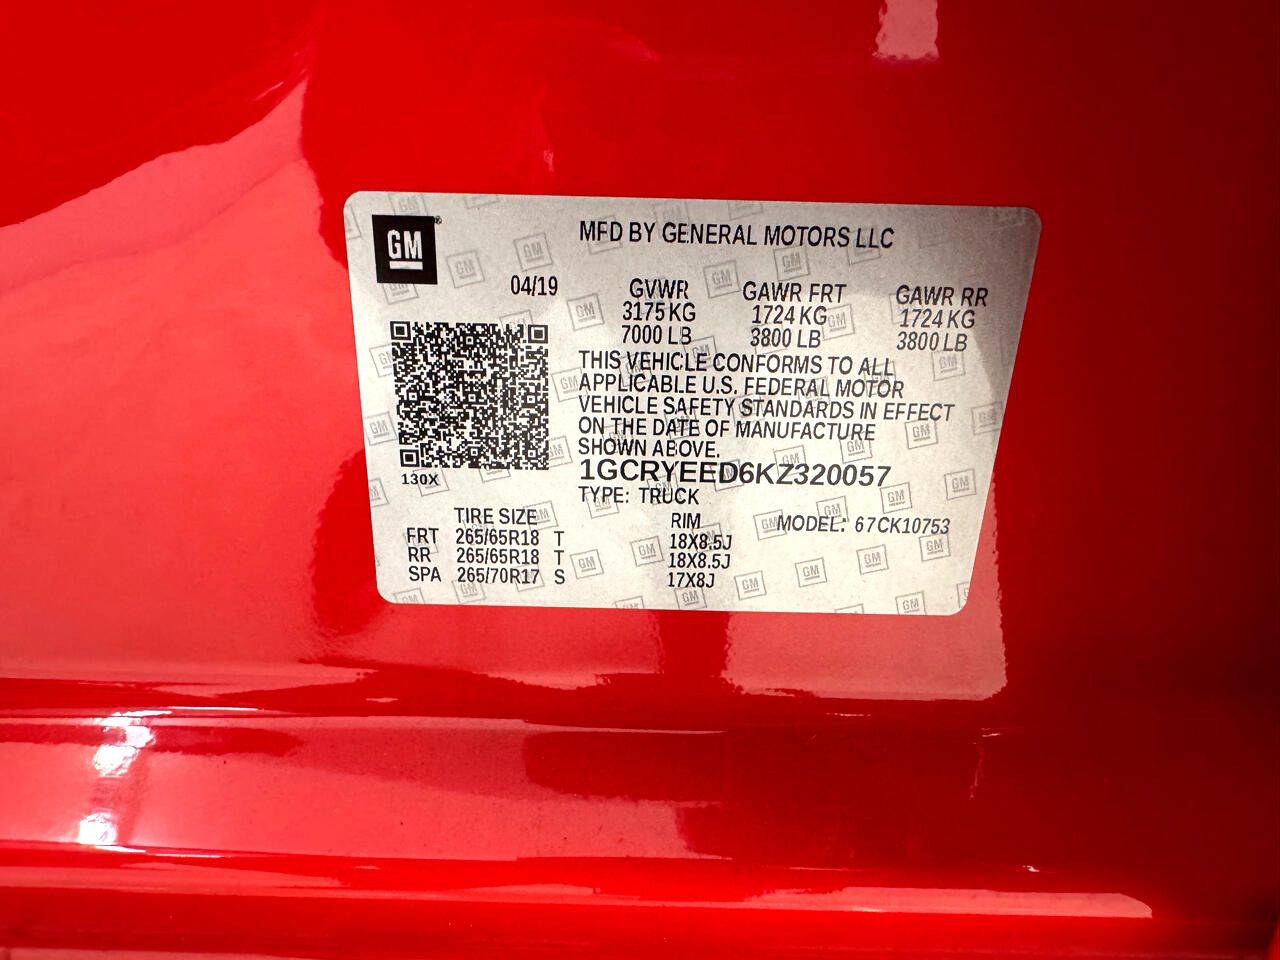 GM®
MFD BY GENERAL MOTORS LLC
04/19
GVWR GAWR FRT GAWR RR
3175 KG 1724 KG 1724 KG
7000 LB 3800 LB 3800 LB
THIS VEHICLE CONFORMS TO ALL
APPLICABLE U.S. FEDERAL MOTOR
VEHICLE SAFETY STANDARDS IN EFFECT
ON THE DATE OF MANUFACTURE
SHOWN ABOVE.
1GCRYEED6KZ320057
130X
TYPE: TRUCK
TIRE SIZE RIM MODEL: 67CK10753
FRT 265/65R18 T 18X8.5J
RR 265/65R18 T 18X8.5J
SPA 265/70R17 S 17X8J